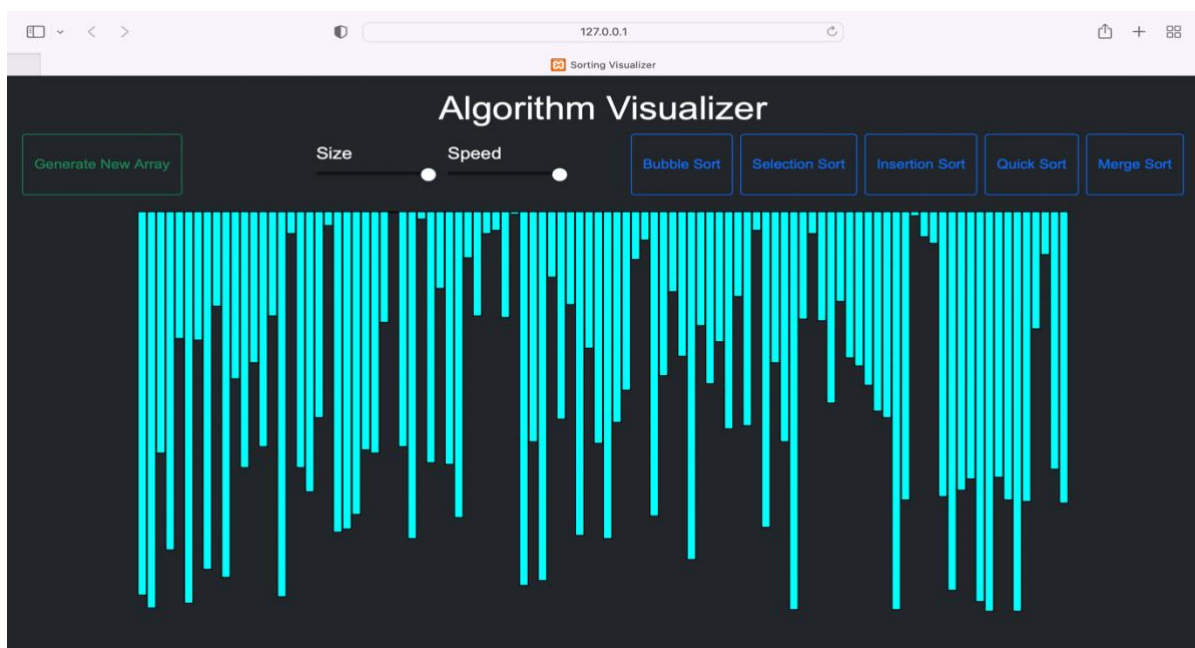 127.0.0.1
Sorting Visualizer
Algorithm Visualizer
Generate New Array
Size
Speed
Bubble Sort
Selection Sort
Insertion Sort
Quick Sort
Merge Sort